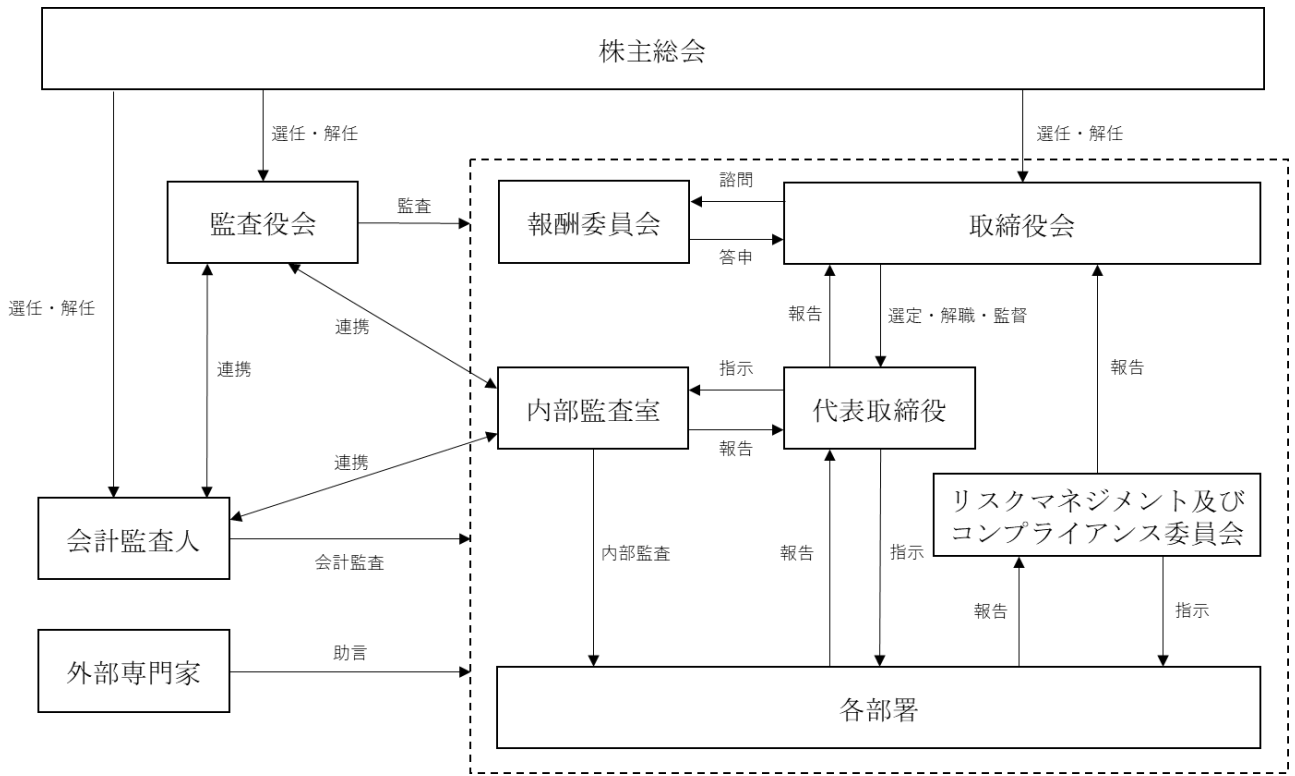 株主総会
選任・解任
選任・解任
選任・解任
監査役会
監査
報酬委員会
諮問
答申
取締役会
連携
連携
報告
選定・解職・監督
報告
内部監査室
指示
報告
代表取締役
連携
リスクマネジメント及び
コンプライアンス委員会
会計監査人
会計監査
内部監査
報告
指示
報告
指示
外部専門家
助言
各部署